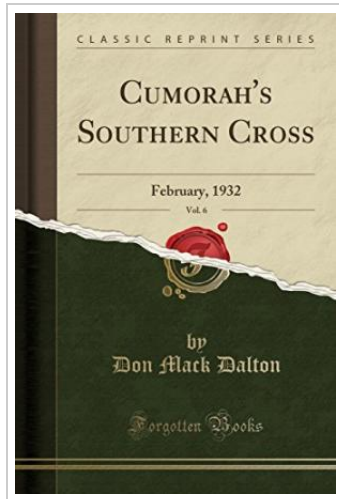 CLASSIC REPRINT SERIES
CUMORAH'S
SOUTHERN CROSS
February, 1932
Vol. 6
by
Don Mack Dalton
Forgotten Books